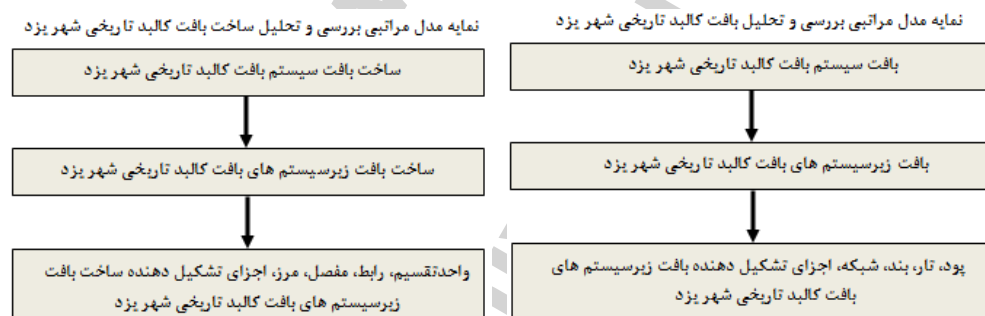 نمایه مدل مراتبی بررسی و تحلیل بافت کالبد تاریخی شهر یزد
بافت سیستم بافت کالبد تاریخی شهر یزد
بافت زیرسیستم های بافت کالبد تاریخی شهر یزد
پود، تار، بند، شبکه، اجزای تشکیل دهنده بافت زیرسیستم های
بافت کالبد تاریخی شهر یزد
نمایه مدل مراتبی بررسی و تحلیل ساخت بافت کالبد تاریخی شهر یزد
ساخت بافت سیستم بافت کالبد تاریخی شهر یزد
ساخت بافت زیرسیستم های بافت کالبد تاریخی شهر یزد
واحدتقسیم، رابط، مفصل، مرز، اجزای تشکیل دهنده ساخت بافت
زیرسیستم های بافت کالبد تاریخی شهر یزد